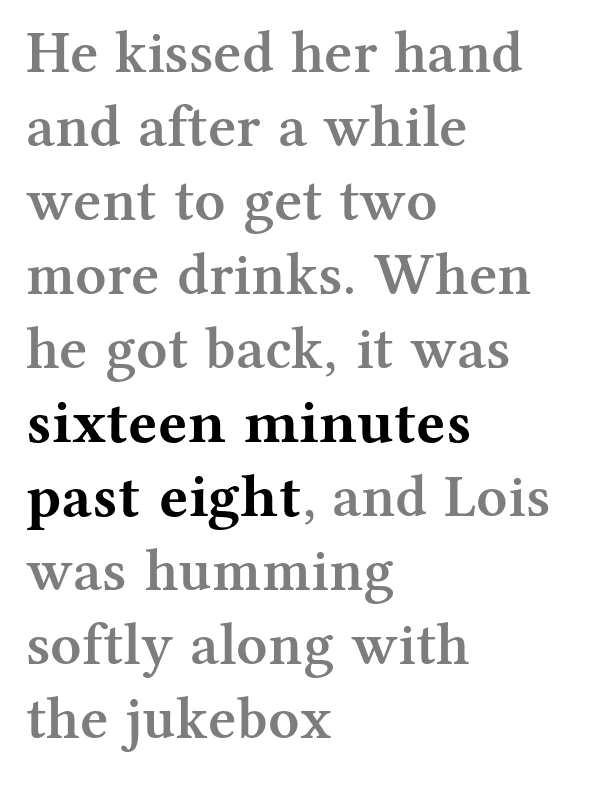 He kissed her hand
and after a while
went to get two
more drinks. When
he got back, it was
sixteen minutes
past eight, and Lois
was humming
softly along with
the jukebox